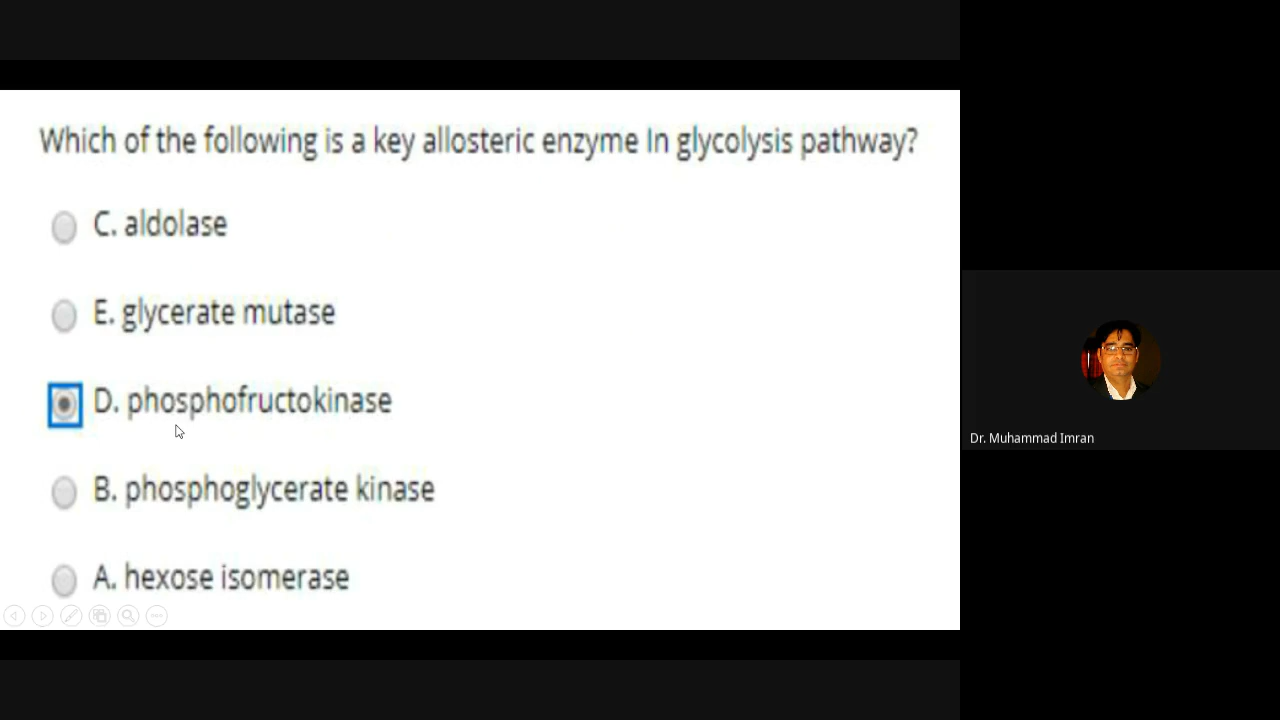 Which of the following is a key allosteric enzyme In glycolysis pathway?
C. aldolase
E. glycerate mutase
D. phosphofructokinase
B. phosphoglycerate kinase
A. hexose isomerase
Dr. Muhammad Imran